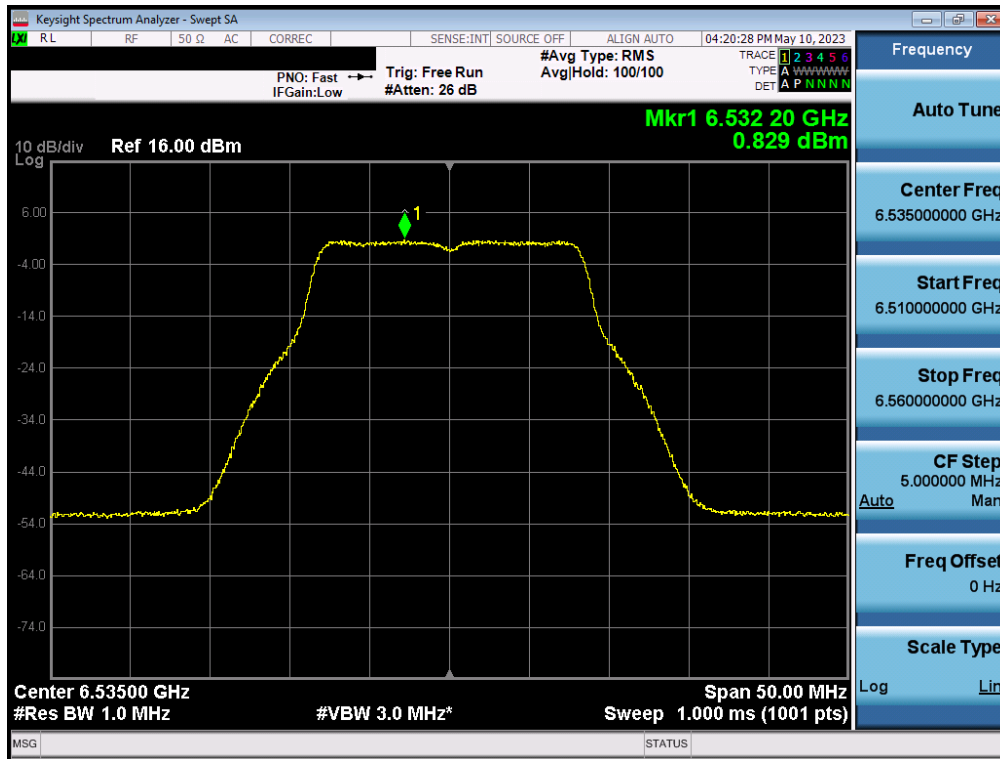 Keysight Spectrum Analyzer - Swept SA
LXI RL RF 50 Ω AC CORREC SENSE:INT SOURCE OFF ALIGN AUTO 04:20:28 PM May 10, 2023
PNO: Fast
IFGain:Low
Trig: Free Run
#Atten: 26 dB
#Avg Type: RMS
Avg|Hold: 100/100
TRACE 1 2 3 4 5 6
TYPE A WWWWW
DET A P N N N N
Mkr1 6.532 20 GHz
0.829 dBm
10 dB/div Ref 16.00 dBm
Log
1
6.00
-4.00
-14.0
-24.0
-34.0
-44.0
-54.0
-64.0
-74.0
Center 6.53500 GHz Span 50.00 MHz
#Res BW 1.0 MHz #VBW 3.0 MHz* Sweep 1.000 ms (1001 pts)
MSG STATUS
Frequency
Auto Tune
Center Freq
6.535000000 GHz
Start Freq
6.510000000 GHz
Stop Freq
6.560000000 GHz
CF Step
5.000000 MHz
Auto Man
Freq Offset
0 Hz
Scale Type
Log Lin